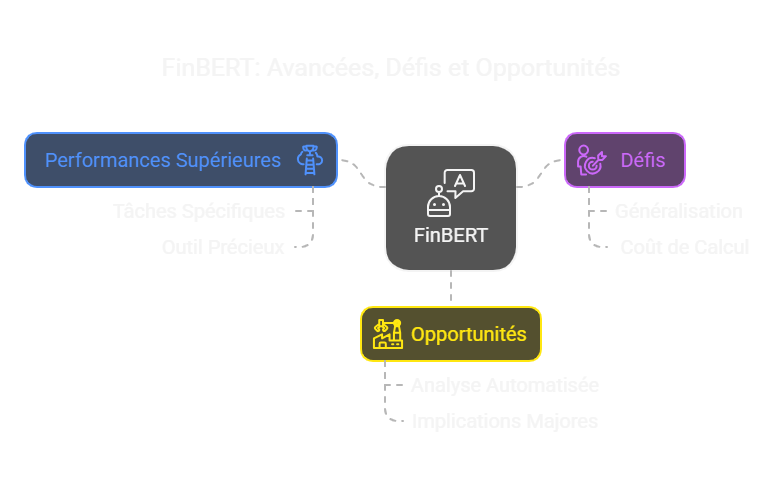 FinBERT: Avancées, Défis et Opportunités
Performances Supérieures
Tâches Spécifiques
Outil Précieux
A
FinBERT
Défis
Généralisation
Coût de Calcul
Opportunités
Analyse Automatisée
Implications Majores